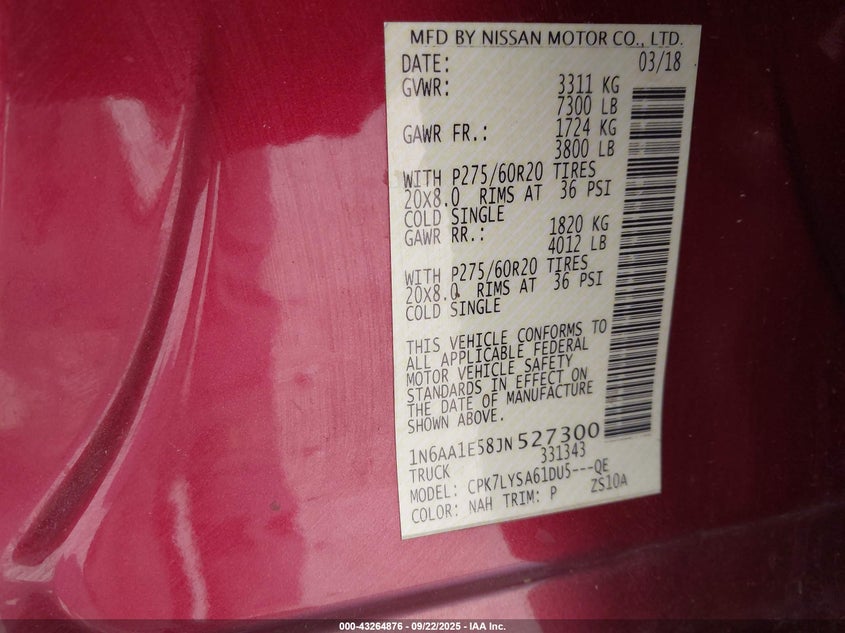 MFD BY NISSAN MOTOR CO., LTD.
DATE: 03/18
GVWR: 3311 KG
7300 LB
GAWR FR.: 1724 KG
3800 LB
WITH P275/60R20 TIRES
20X8.0 RIMS AT 36 PSI
COLD SINGLE
GAWR RR.: 1820 KG
4012 LB
WITH P275/60R20 TIRES
20X8.0 RIMS AT 36 PSI
COLD SINGLE
THIS VEHICLE CONFORMS TO
ALL APPLICABLE FEDERAL
MOTOR VEHICLE SAFETY
STANDARDS IN EFFECT ON
THE DATE OF MANUFACTURE
SHOWN ABOVE.
1N6AA1E58JN527300
TRUCK 331343
MODEL: CPK7LYSA61DU5---QE
COLOR: NAH TRIM: P ZS10A
000-43264876 - 09/22/2025 - IAA Inc.